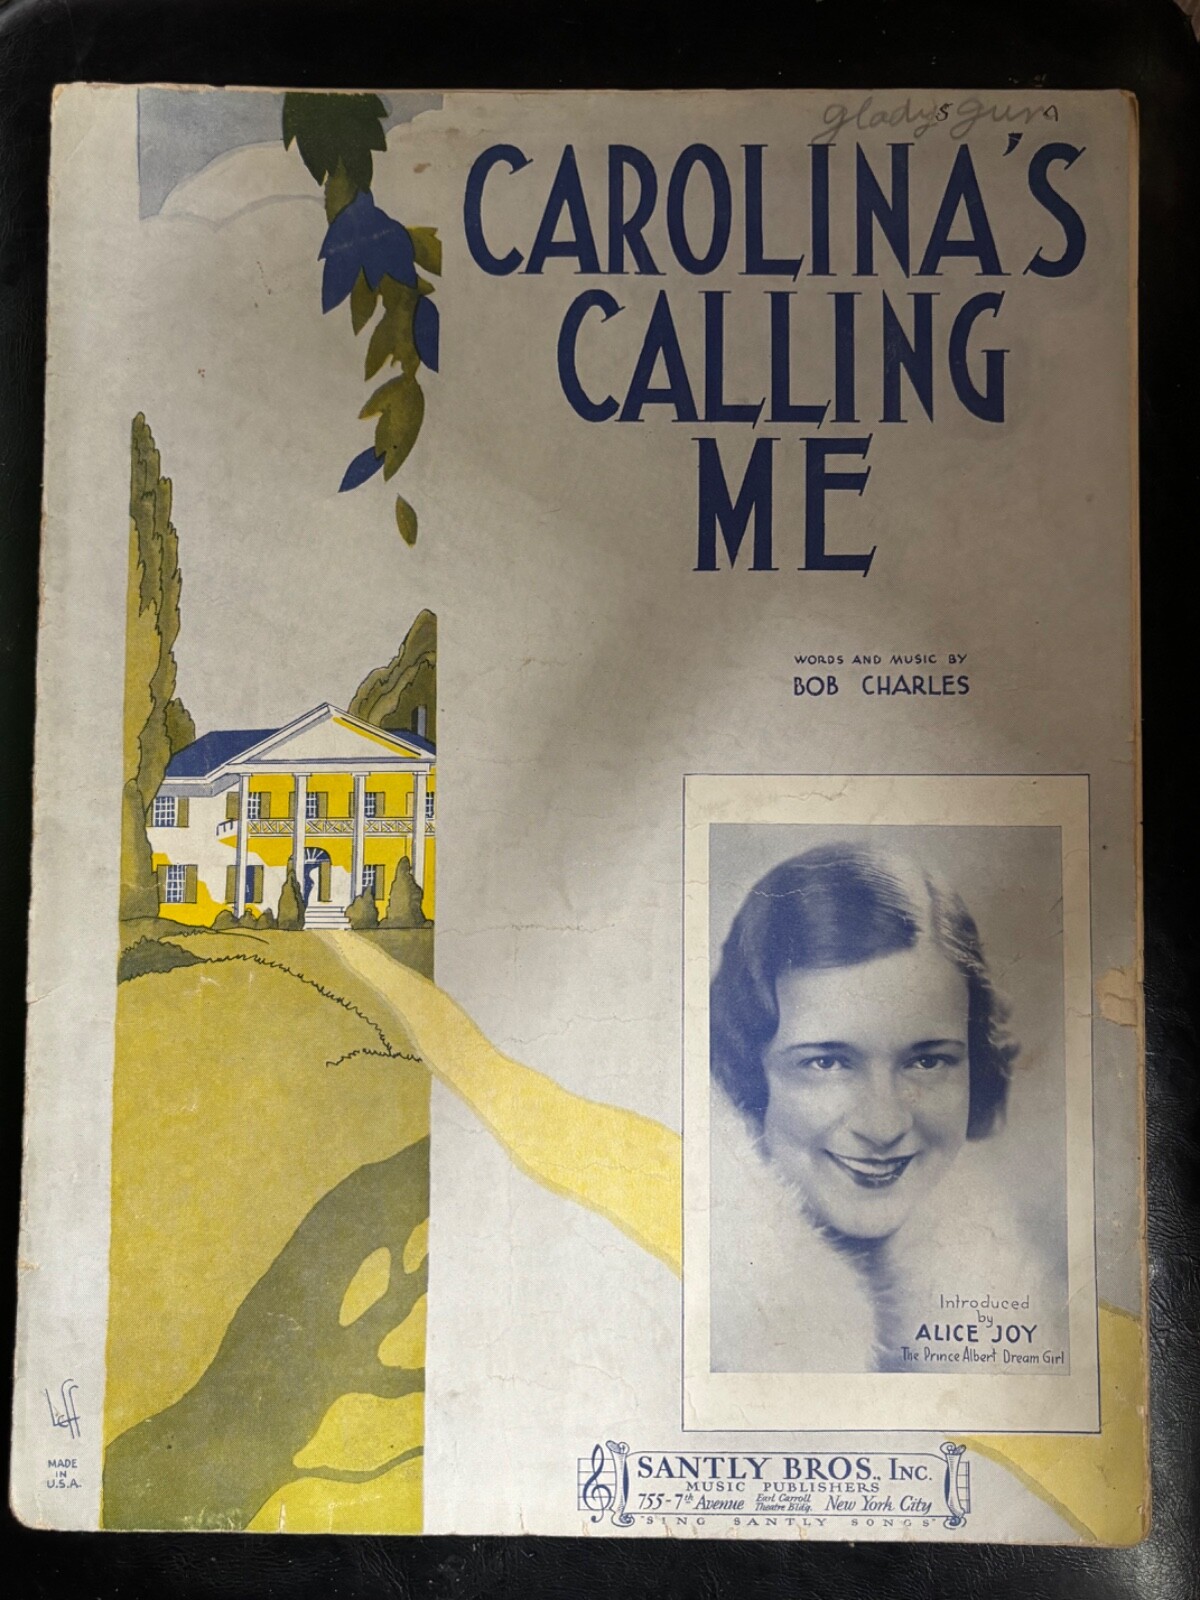 gladys gunn
CAROLINA'S
CALLING
ME
WORDS AND MUSIC BY
BOB CHARLES
Introduced
by
ALICE JOY
The Prince Albert Dream Girl
Leff
MADE
IN
U.S.A.
SANTLY BROS., INC.
MUSIC PUBLISHERS
755-7th Avenue Earl Carroll Theatre Bldg. New York City
"SING SANTLY SONGS"